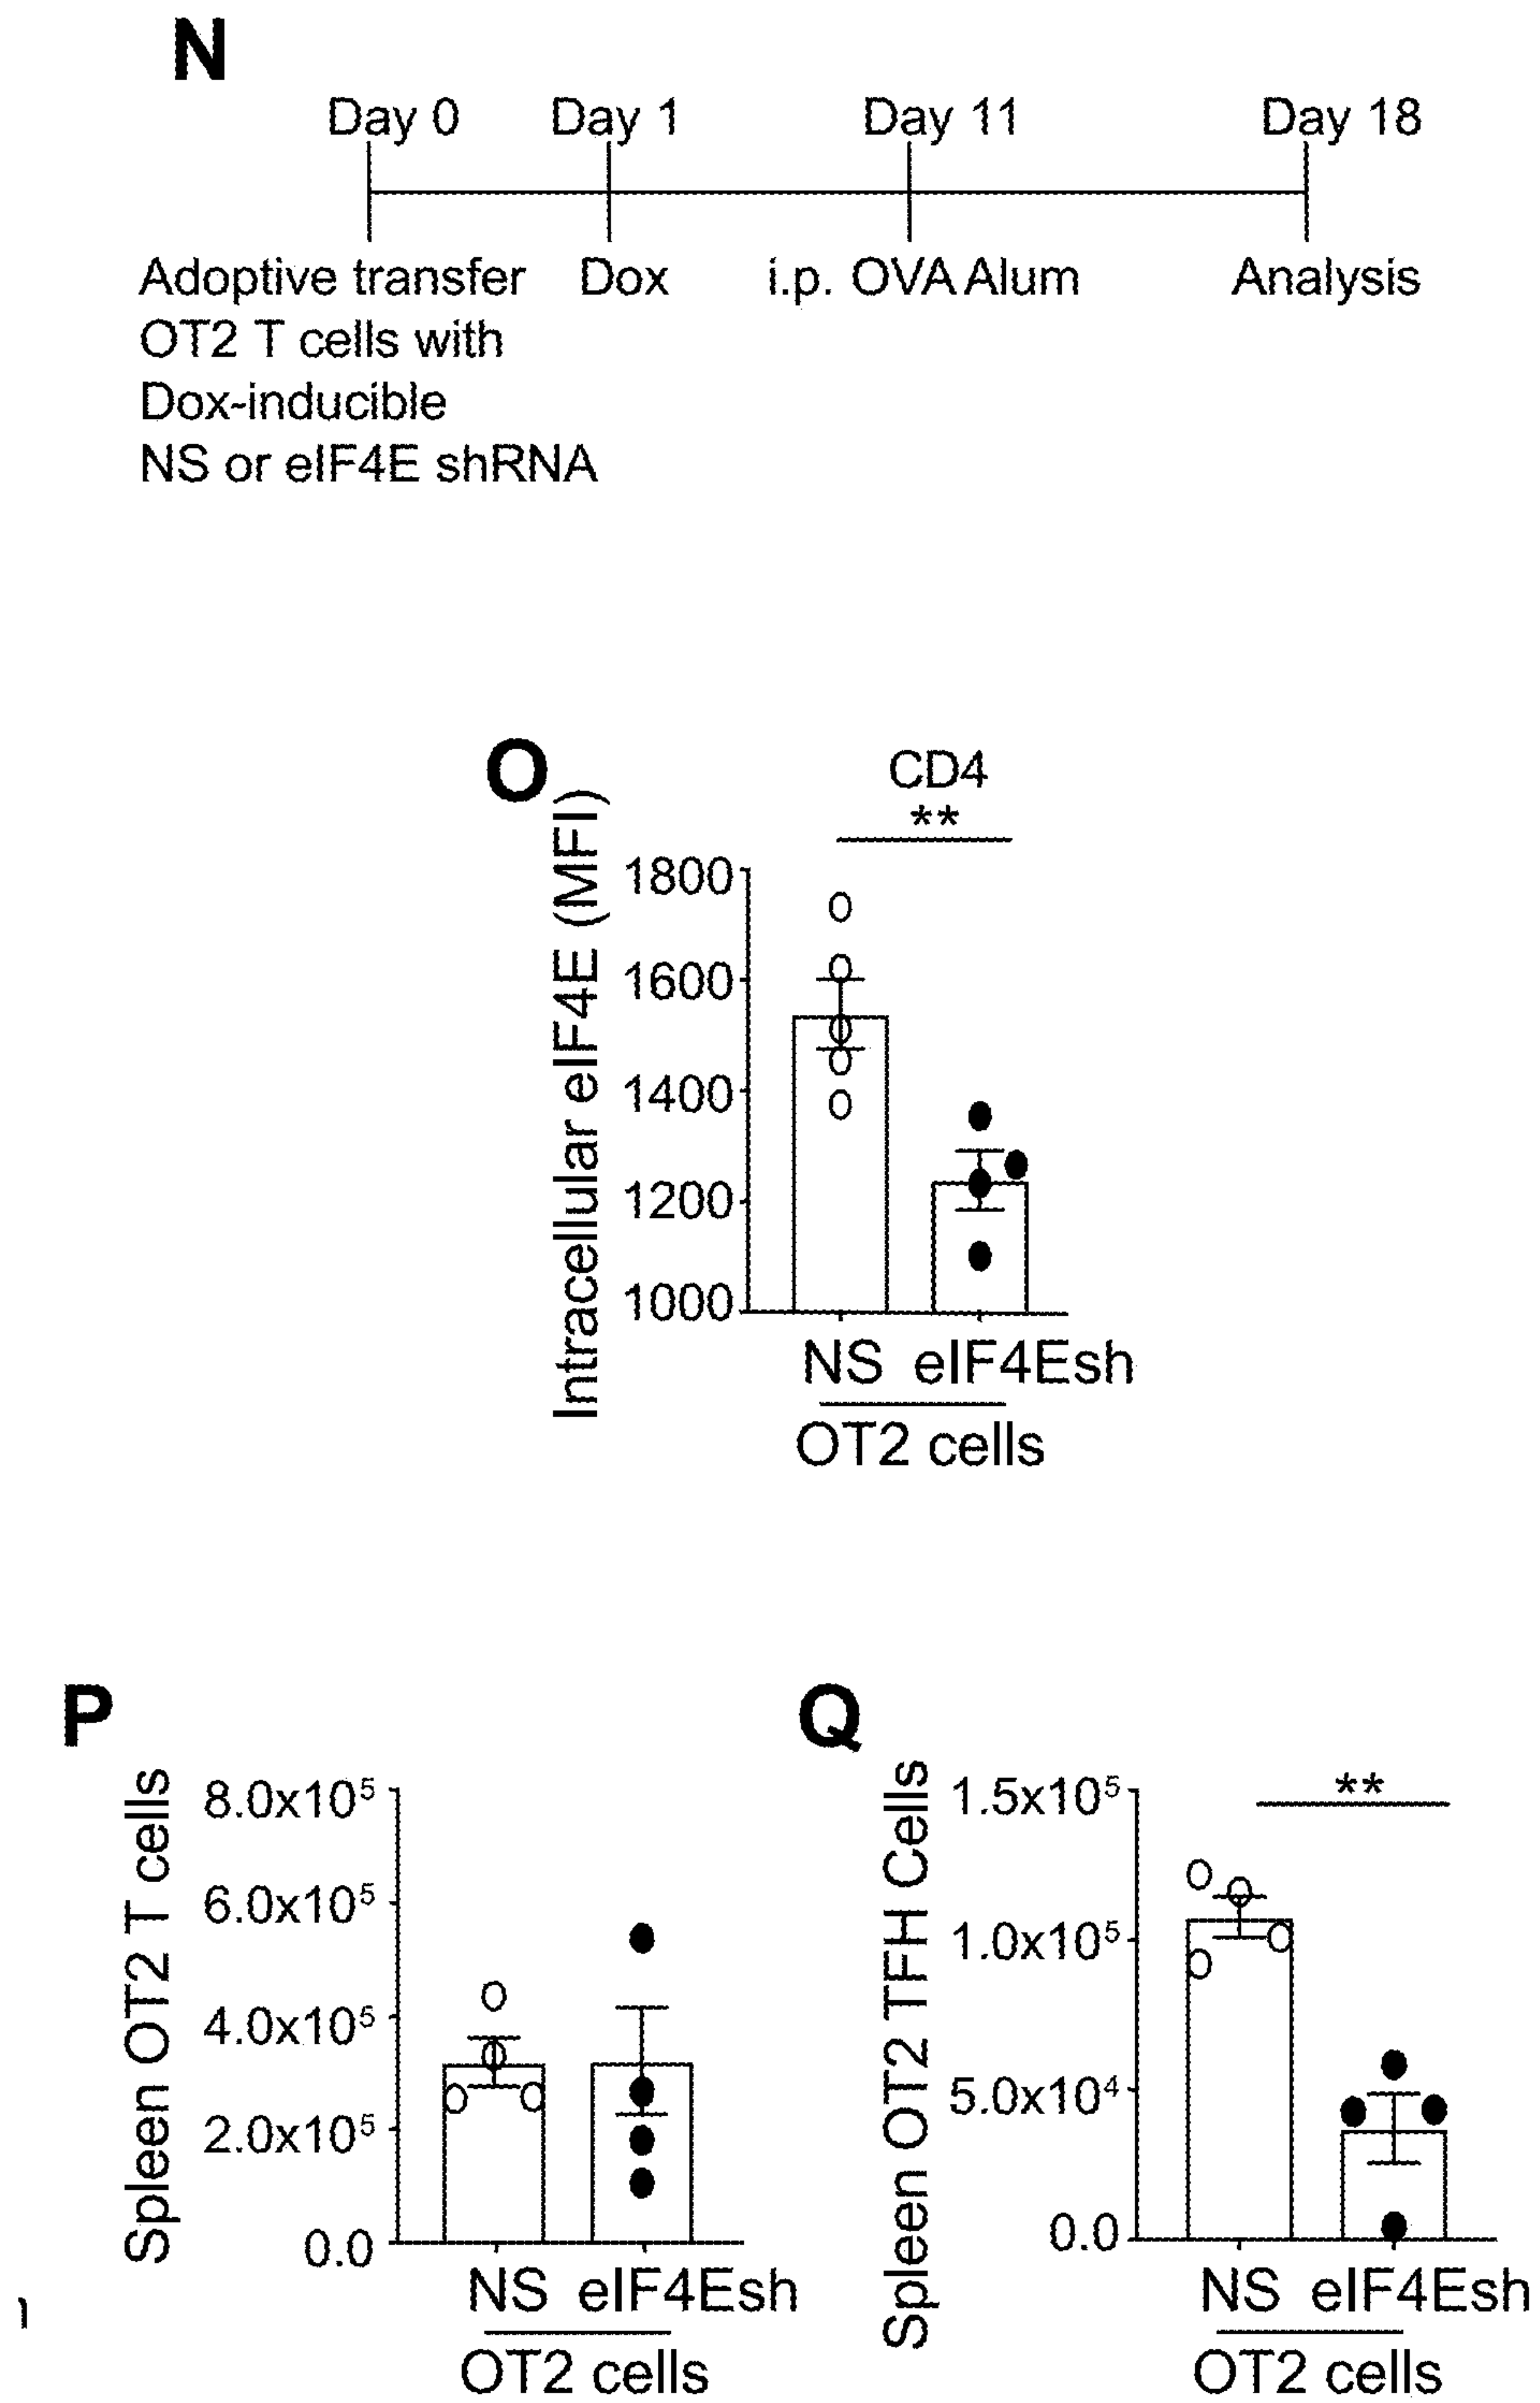 N
Day 0 Day 1 Day 11 Day 18
Adoptive transfer Dox i.p. OVA Alum Analysis
OT2 T cells with
Dox-inducible
NS or eIF4E shRNA
O
CD4
**
Intracellular eIF4E (MFI)
1800
1600
1400
1200
1000
NS eIF4Esh
OT2 cells
P
Spleen OT2 T cells
8.0x10⁵
6.0x10⁵
4.0x10⁵
2.0x10⁵
0.0
NS eIF4Esh
OT2 cells
Q
Spleen OT2 TFH Cells
**
1.5x10⁵
1.0x10⁵
5.0x10⁴
0.0
NS eIF4Esh
OT2 cells